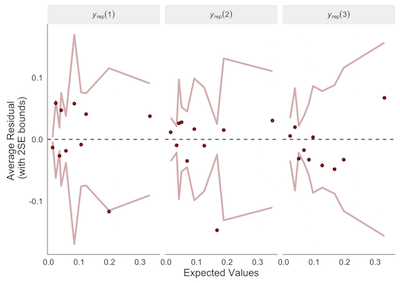 y_rep(1) y_rep(2) y_rep(3)
Average Residual
(with 2SE bounds)
0.1
0.0
-0.1
0.0 0.1 0.2 0.3 0.0 0.1 0.2 0.3 0.0 0.1 0.2 0.3
Expected Values